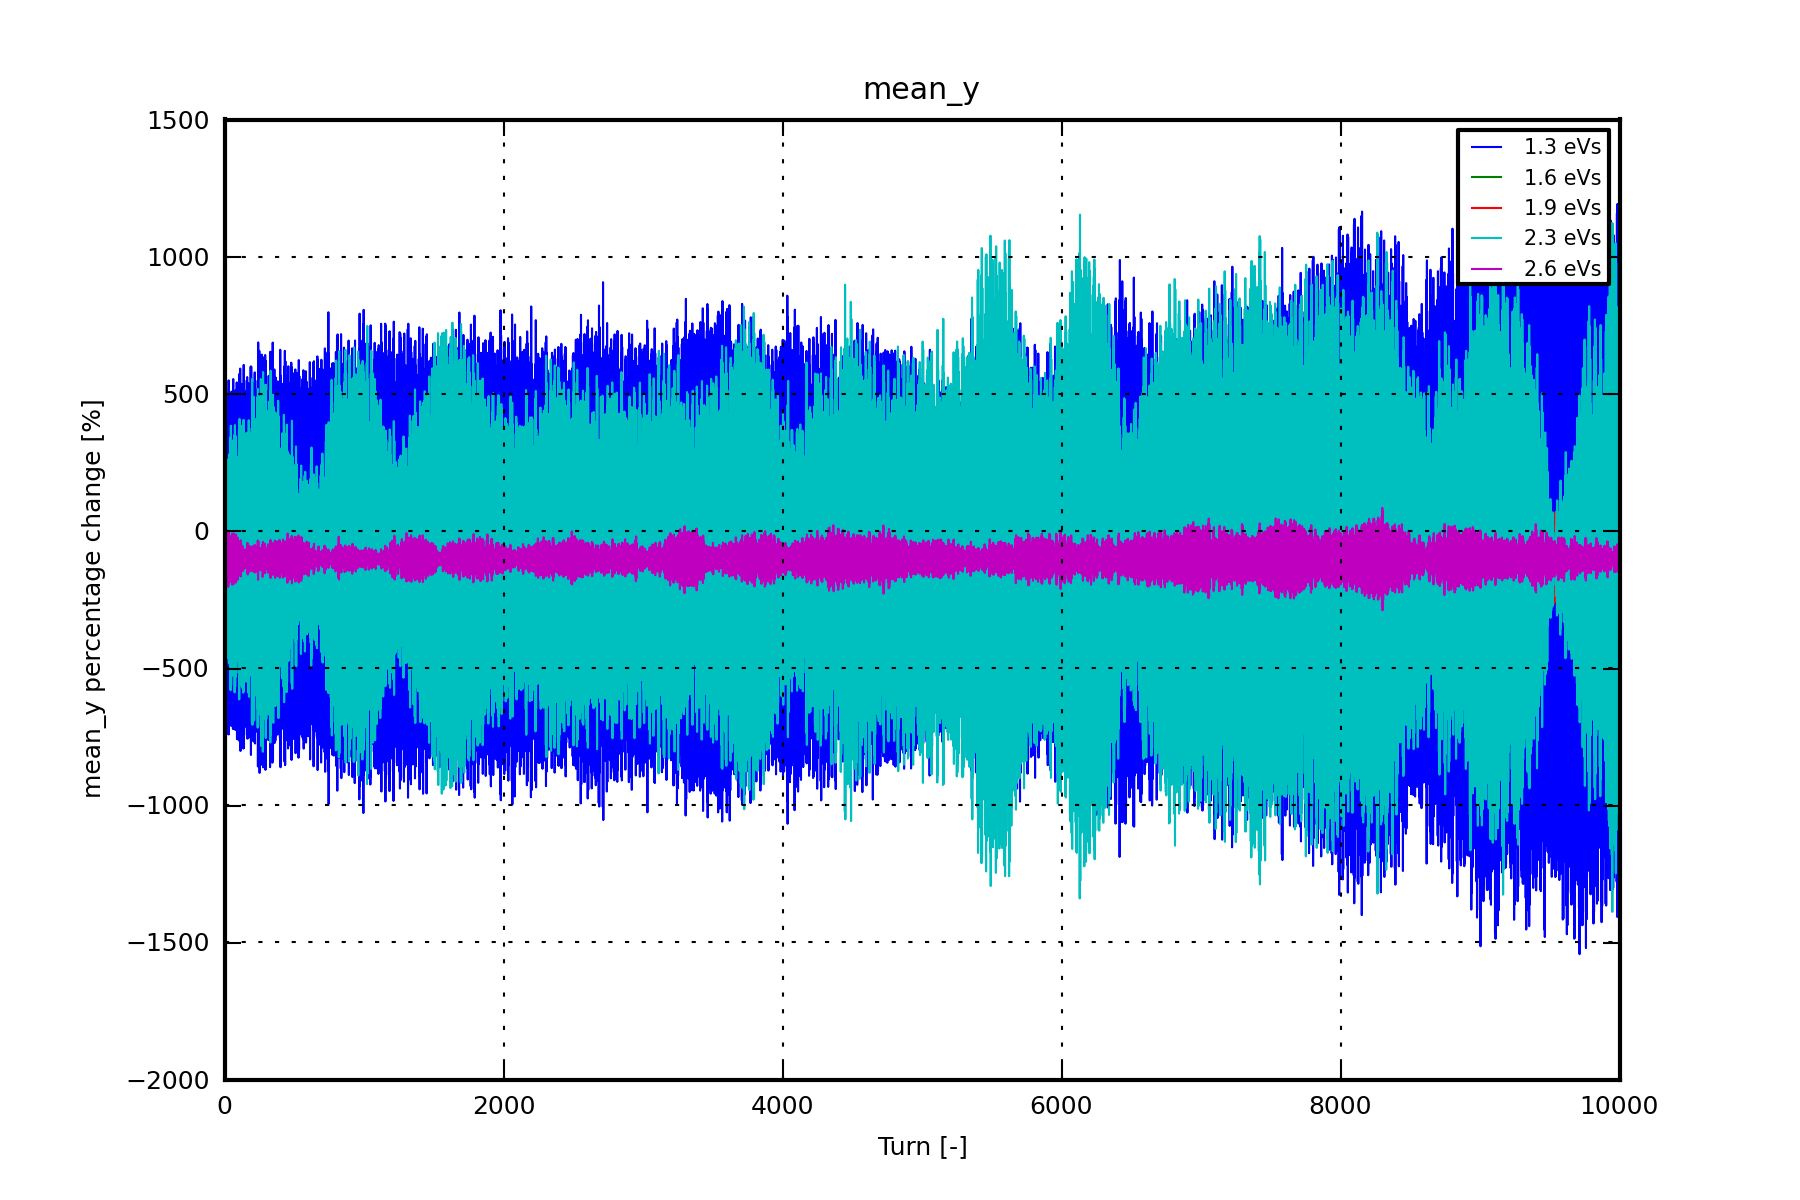 mean_y
1500
1000
500
0
−500
−1000
−1500
−2000
mean_y percentage change [%]
1.3 eVs
1.6 eVs
1.9 eVs
2.3 eVs
2.6 eVs
0 2000 4000 6000 8000 10000
Turn [-]